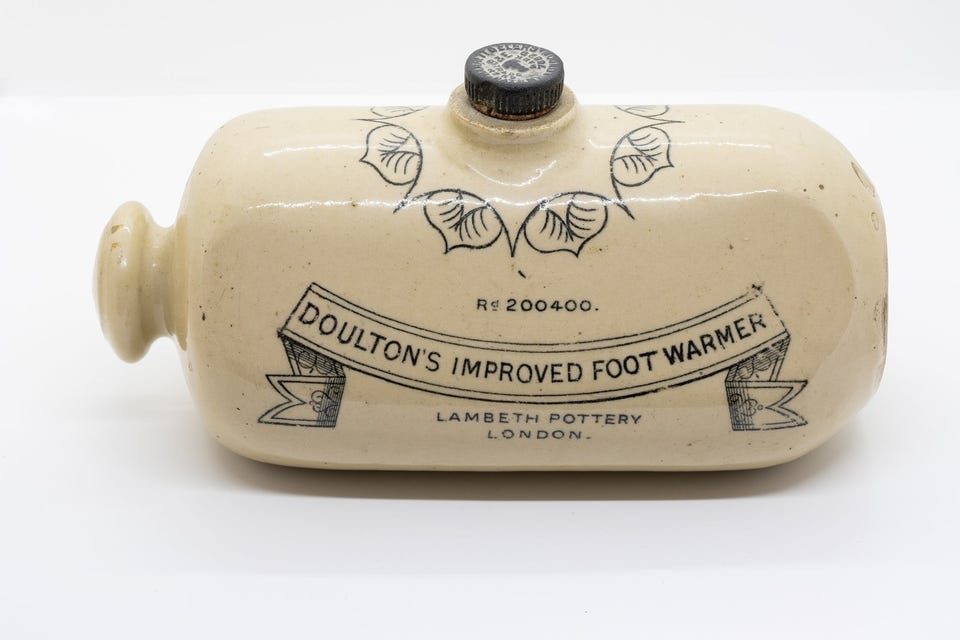 Rd 200400.
DOULTON'S IMPROVED FOOT WARMER
LAMBETH POTTERY
LONDON.